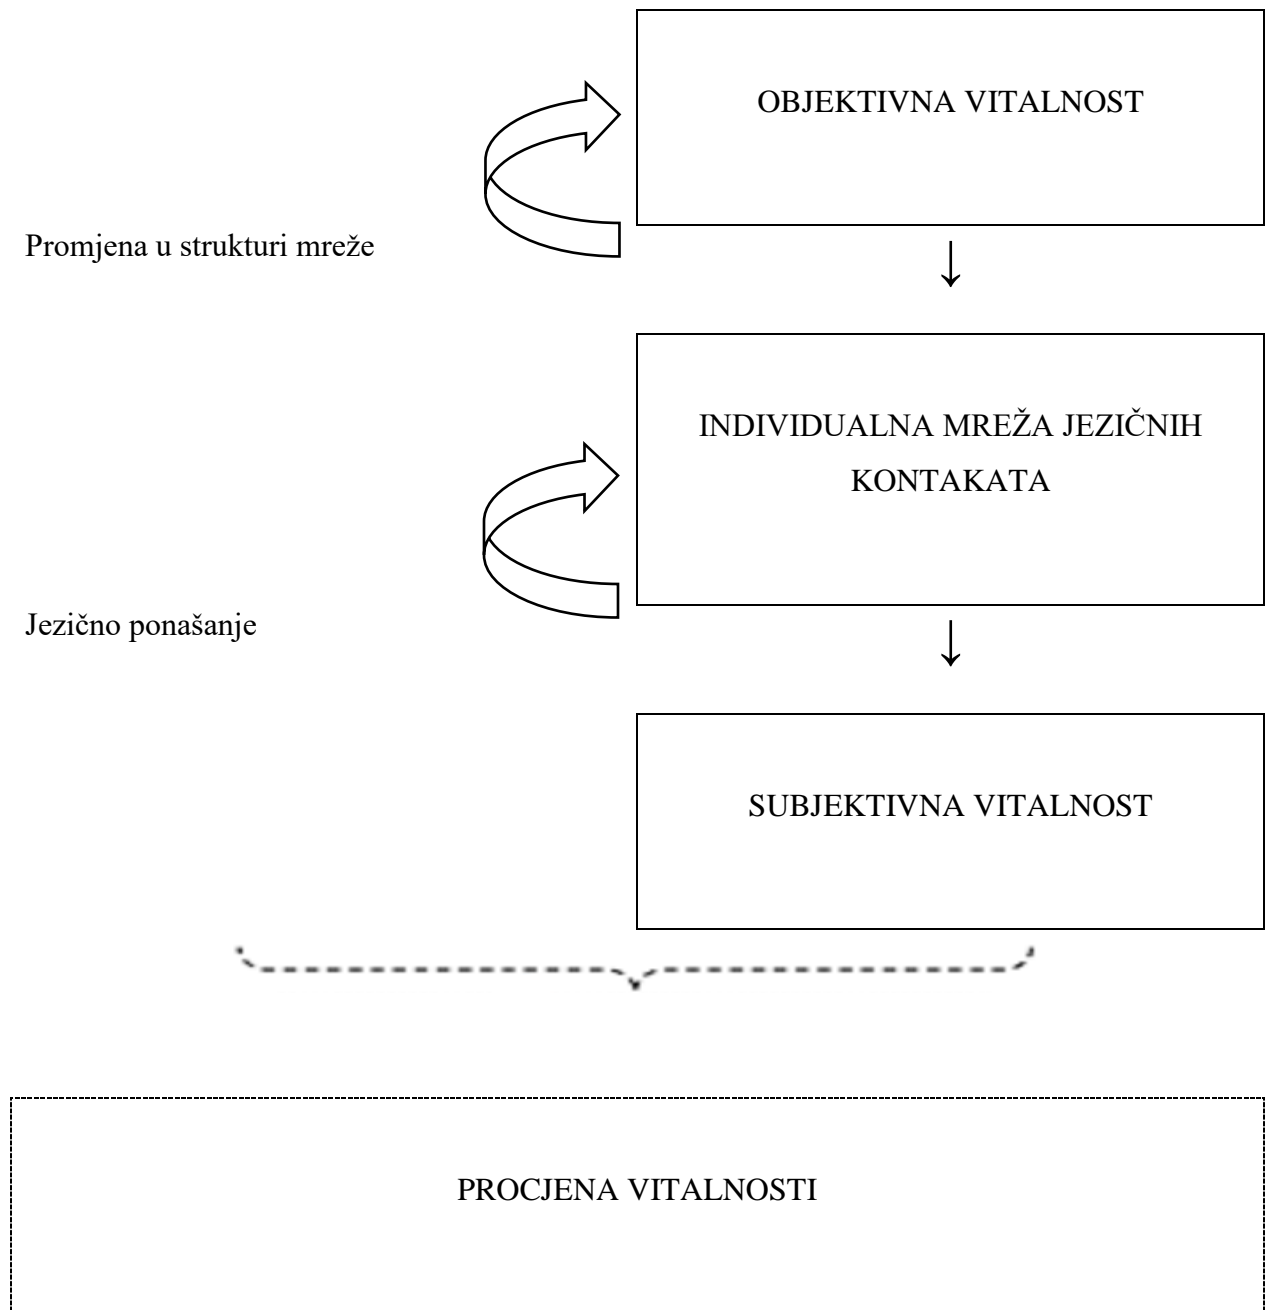 OBJEKTIVNA VITALNOST
Promjena u strukturi mreže
INDIVIDUALNA MREŽA JEZIČNIH
KONTAKATA
Jezično ponašanje
SUBJEKTIVNA VITALNOST
PROCJENA VITALNOSTI